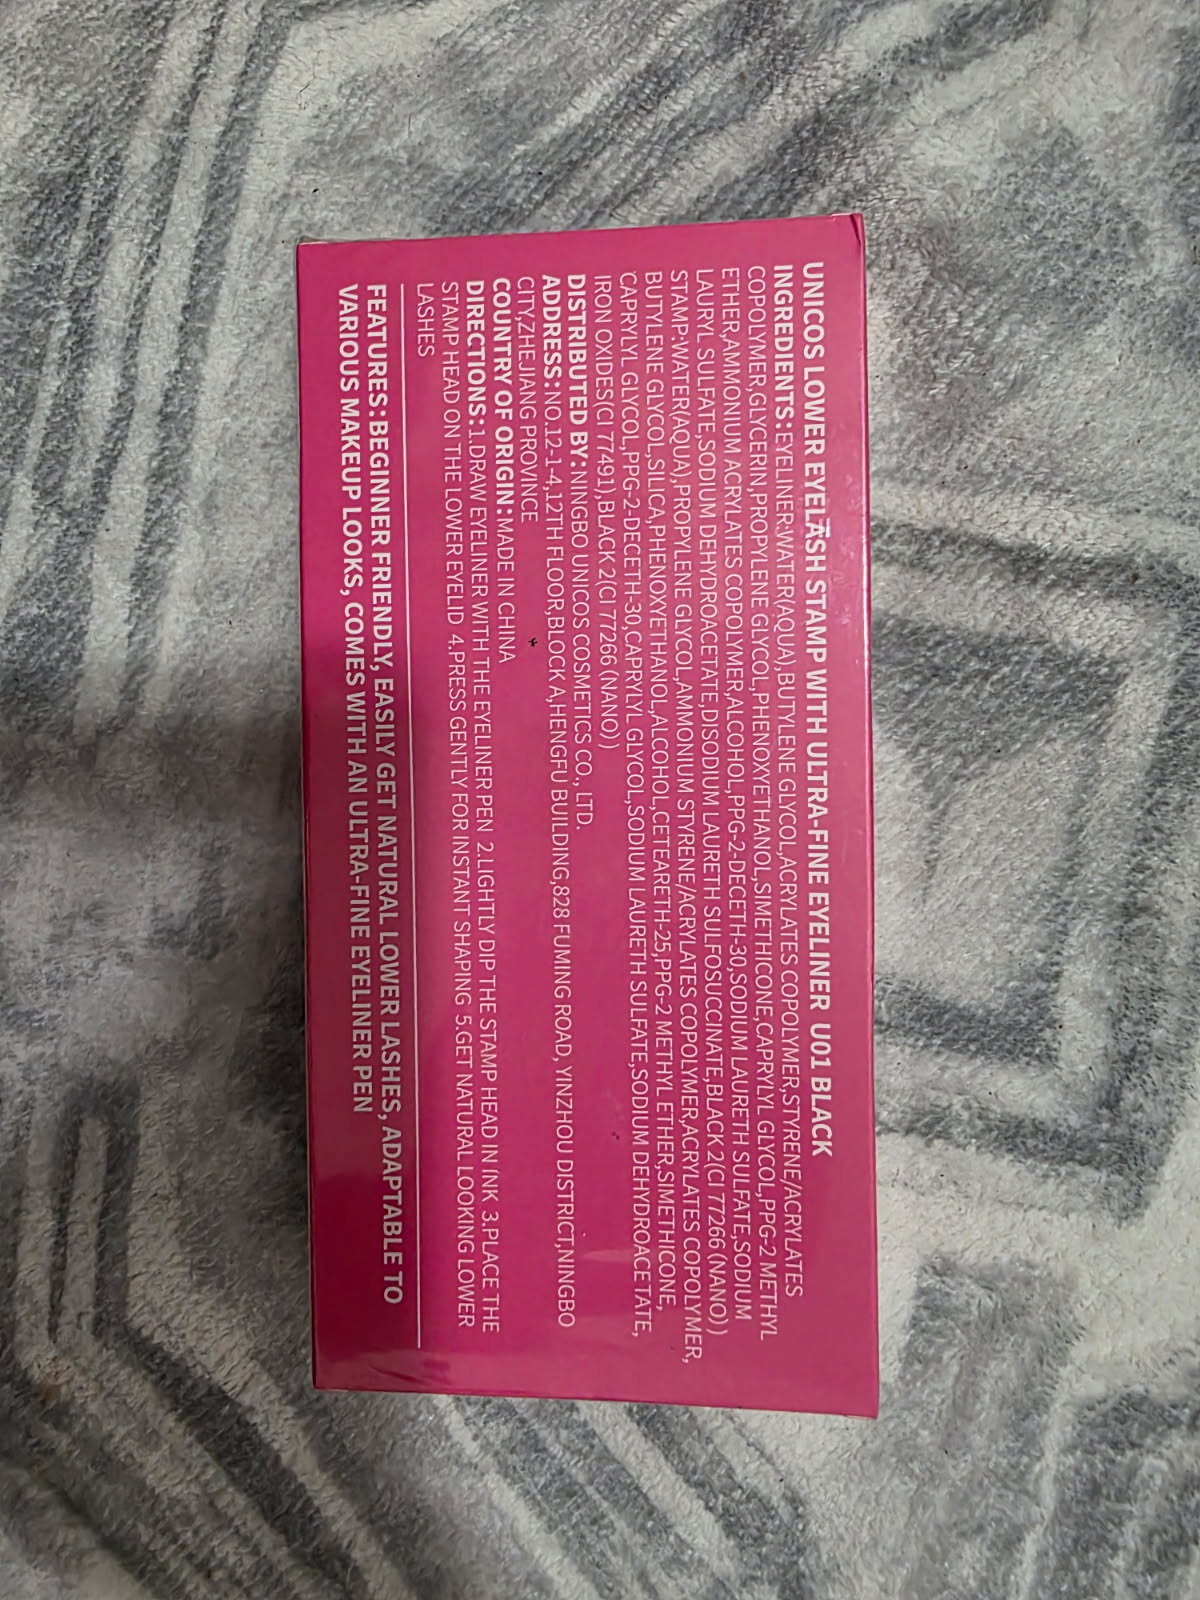 UNICOS LOWER EYELASH STAMP WITH ULTRA-FINE EYELINER U01 BLACK
INGREDIENTS:EYELINER:WATER(AQUA),BUTYLENE GLYCOL,ACRYLATES COPOLYMER,STYRENE/ACRYLATES
COPOLYMER,GLYCERIN,PROPYLENE GLYCOL,PHENOXYETHANOL,SIMETHICONE,CAPRYLYL GLYCOL,PPG-2 METHYL
ETHER,AMMONIUM ACRYLATES COPOLYMER,ALCOHOL,PPG-2-DECETH-30,SODIUM LAURETH SULFATE,SODIUM
LAURYL SULFATE,SODIUM DEHYDROACETATE,DISODIUM LAURETH SULFOSUCCINATE,BLACK 2(CI 77266 (NANO))
STAMP:WATER(AQUA),PROPYLENE GLYCOL,AMMONIUM STYRENE/ACRYLATES COPOLYMER,ACRYLATES COPOLYMER,
BUTYLENE GLYCOL,SILICA,PHENOXYETHANOL,ALCOHOL,CETEARETH-25,PPG-2 METHYL ETHER,SIMETHICONE,
CAPRYLYL GLYCOL,PPG-2-DECETH-30,CAPRYLYL GLYCOL,SODIUM LAURETH SULFATE,SODIUM DEHYDROACETATE,
IRON OXIDES(CI 77491),BLACK 2(CI 77266 (NANO))
DISTRIBUTED BY:NINGBO UNICOS COSMETICS CO., LTD.
ADDRESS:NO.12-1-4,12TH FLOOR,BLOCK A,HENGFU BUILDING,828 FUMING ROAD, YINZHOU DISTRICT,NINGBO
CITY,ZHEJIANG PROVINCE
COUNTRY OF ORIGIN:MADE IN CHINA
DIRECTIONS:1.DRAW EYELINER WITH THE EYELINER PEN 2.LIGHTLY DIP THE STAMP HEAD IN INK 3.PLACE THE
STAMP HEAD ON THE LOWER EYELID 4.PRESS GENTLY FOR INSTANT SHAPING 5.GET NATURAL LOOKING LOWER
LASHES
FEATURES:BEGINNER FRIENDLY, EASILY GET NATURAL LOWER LASHES, ADAPTABLE TO
VARIOUS MAKEUP LOOKS, COMES WITH AN ULTRA-FINE EYELINER PEN